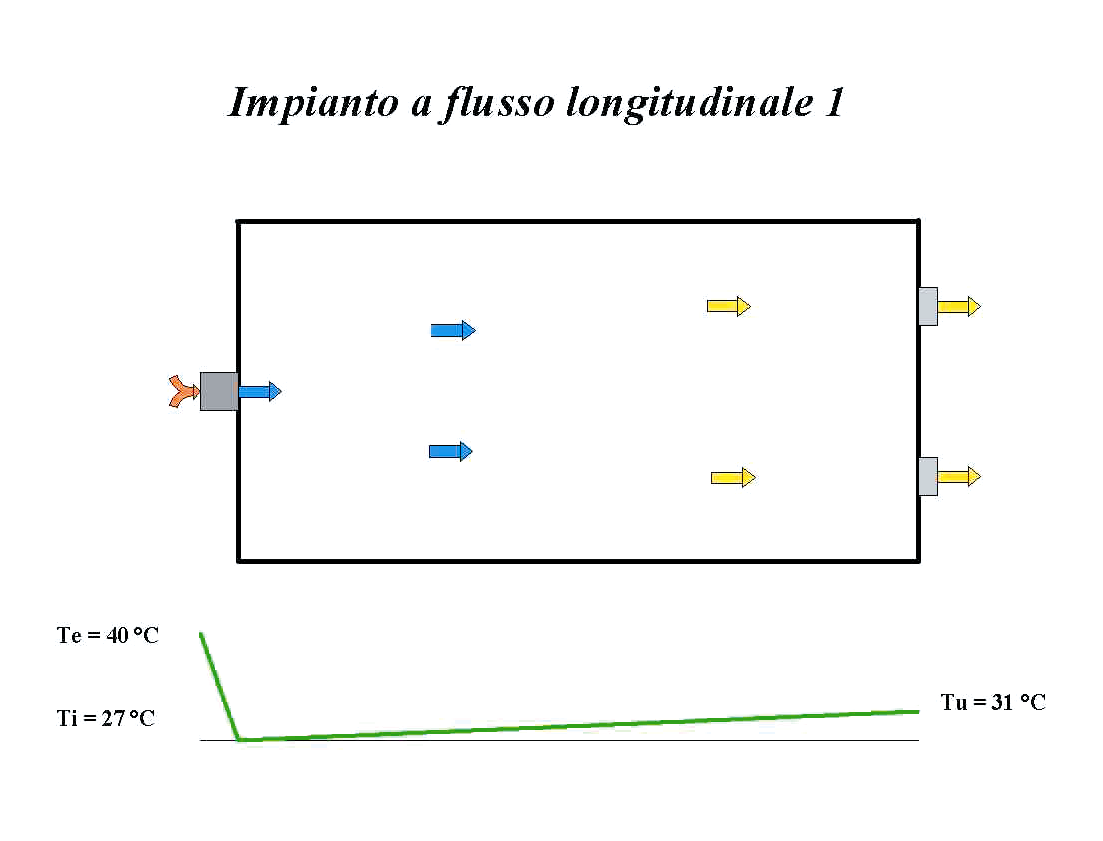 Impianto a flusso longitudinale 1
Te = 40 °C
Tu = 31 °C
Ti = 27 °C